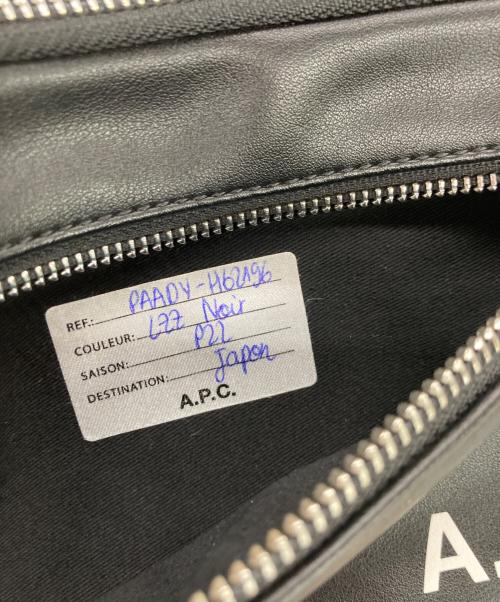 REF.: PAADY-H62196
COULEUR: LZZ Noir
SAISON: P22
DESTINATION: Japon
A.P.C.
A.